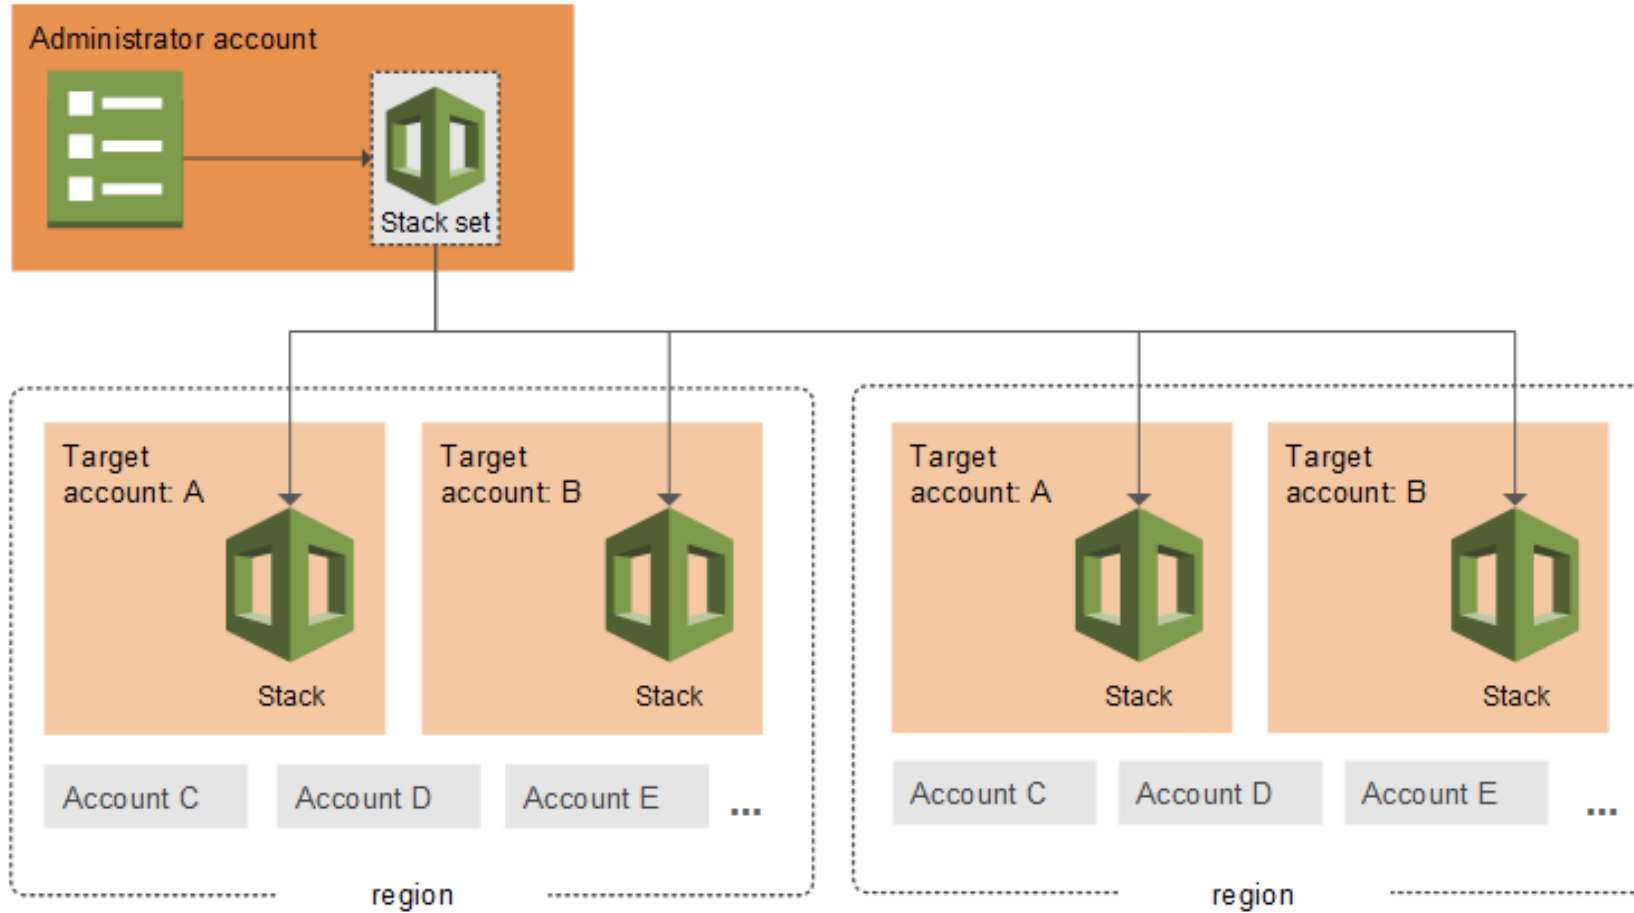 Administrator account
Stack set
Target
account: A
Stack
Target
account: B
Stack
Account C
Account D
Account E
...
region
Target
account: A
Stack
Target
account: B
Stack
Account C
Account D
Account E
...
region